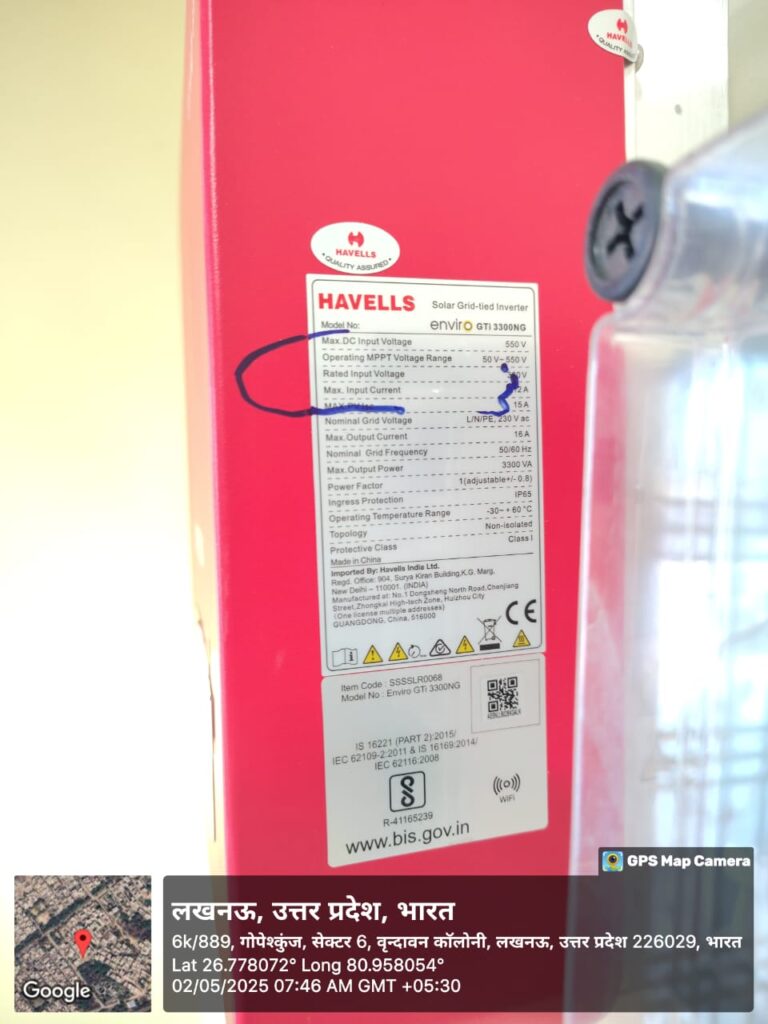 HAVELLS
QUALITY ASSURED
HAVELLS
• QUALITY ASSURED •
HAVELLS Solar Grid-tied Inverter
Model No: enviro GTi 3300NG
Max.DC Input Voltage 550 V
Operating MPPT Voltage Range 50 V~ 550 V
Rated Input Voltage
Max. Input Current
15 A
Nominal Grid Voltage L/N/PE, 230 V ac
Max.Output Current 16 A
Nominal Grid Frequency 50/60 Hz
Max.Output Power 3300 VA
Power Factor 1(adjustable+/-0.8)
Ingress Protection IP65
Operating Temperature Range -30~ + 60 °C
Topology Non-isolated
Protective Class Class I
Made in China
Imported By: Havells India Ltd.
Regd. Office: 904, Surya Kiran Building,K.G. Marg,
New Delhi – 110001. (INDIA)
Manufactured at: No.1 Dongsheng North Road,Chenjiang
Street,Zhongkai High-tech Zone, Huizhou City
(One license multiple addresses)
GUANGDONG, China, 516000
CE
Item Code : SSSSLR0068
Model No : Enviro GTi 3300NG
IS 16221 (PART 2):2015/
IEC 62109-2:2011 & IS 16169:2014/
IEC 62116:2008
R-41165239
WiFi
www.bis.gov.in
GPS Map Camera
लखनऊ, उत्तर प्रदेश, भारत
6k/889, गोपेश्कुंज, सेक्टर 6, वृन्दावन कॉलोनी, लखनऊ, उत्तर प्रदेश 226029, भारत
Lat 26.778072° Long 80.958054°
02/05/2025 07:46 AM GMT +05:30
Google